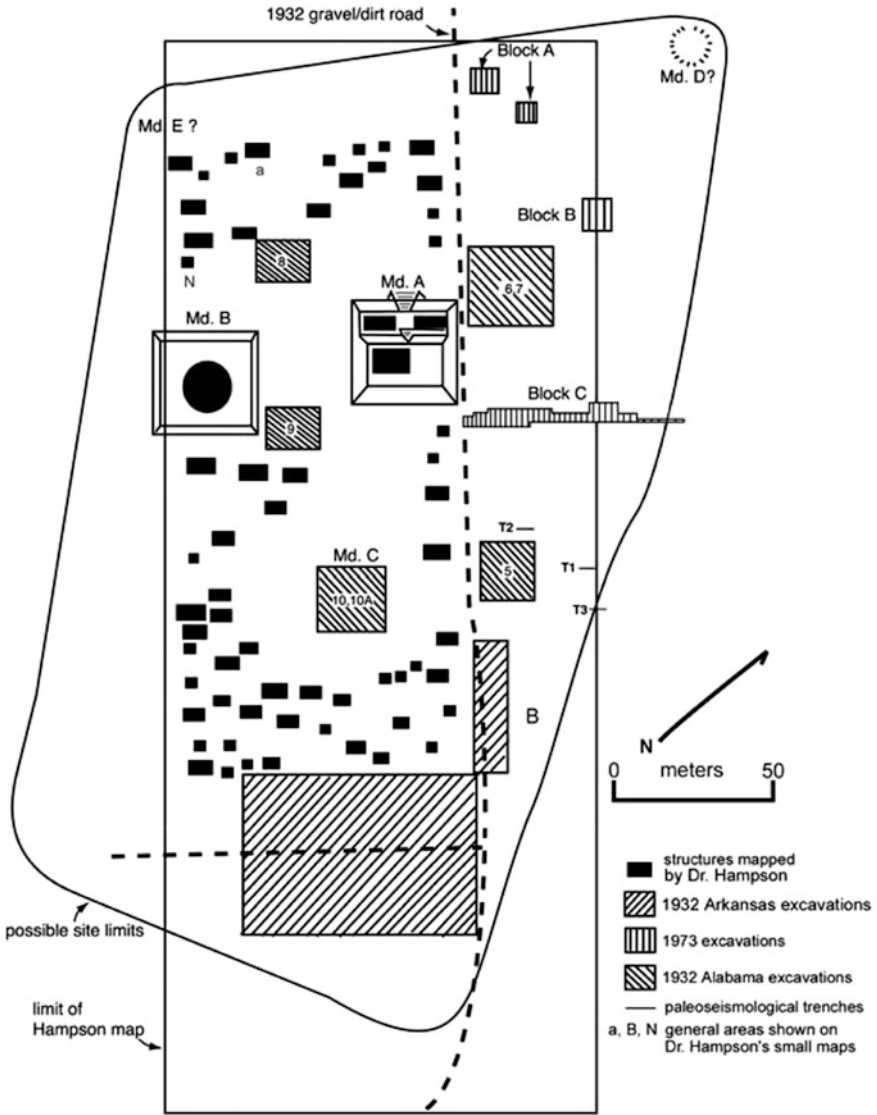 1932 gravel/dirt road
Block A
Md. D?
Md. E ?
a
Block B
N
8
Md. A
6,7
Md. B
Block C
9
T2
Md. C
5
T1
10,10A
T3
B
N
0 meters 50
structures mapped
by Dr. Hampson
1932 Arkansas excavations
possible site limits
1973 excavations
1932 Alabama excavations
limit of
Hampson map
paleoseismological trenches
a, B, N general areas shown on
Dr. Hampson's small maps